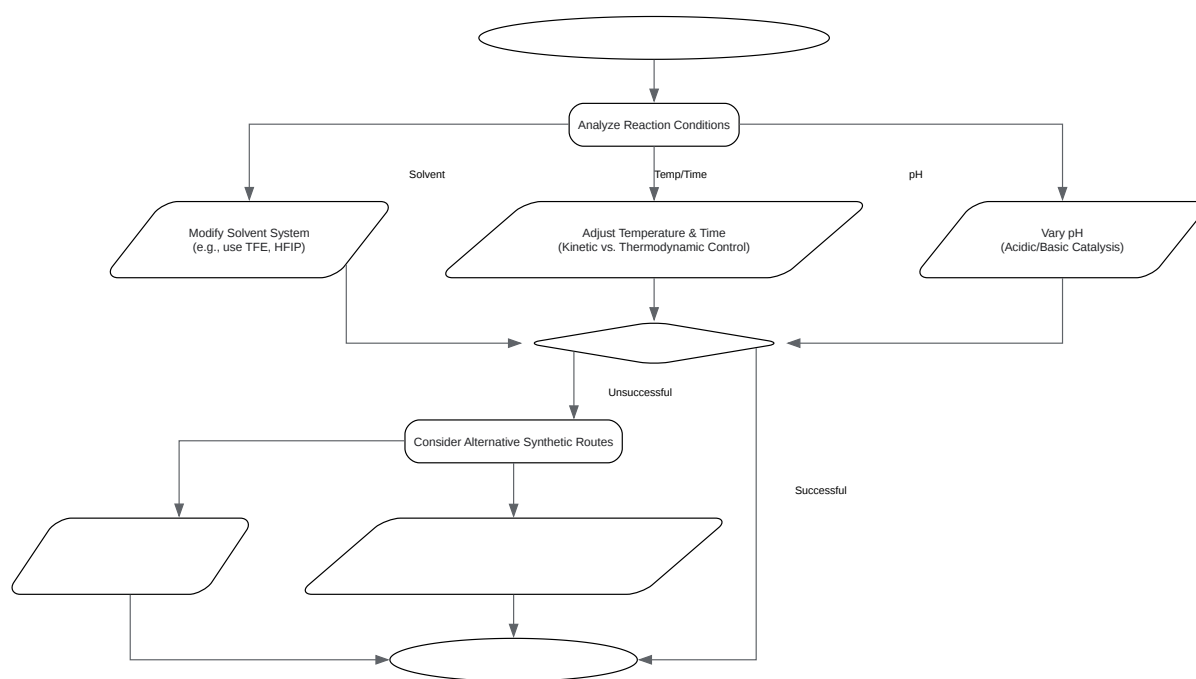 Analyze Reaction Conditions
Solvent
Temp/Time
pH
Modify Solvent System
(e.g., use TFE, HFIP)
Adjust Temperature & Time
(Kinetic vs. Thermodynamic Control)
Vary pH
(Acidic/Basic Catalysis)
Unsuccessful
Consider Alternative Synthetic Routes
Successful